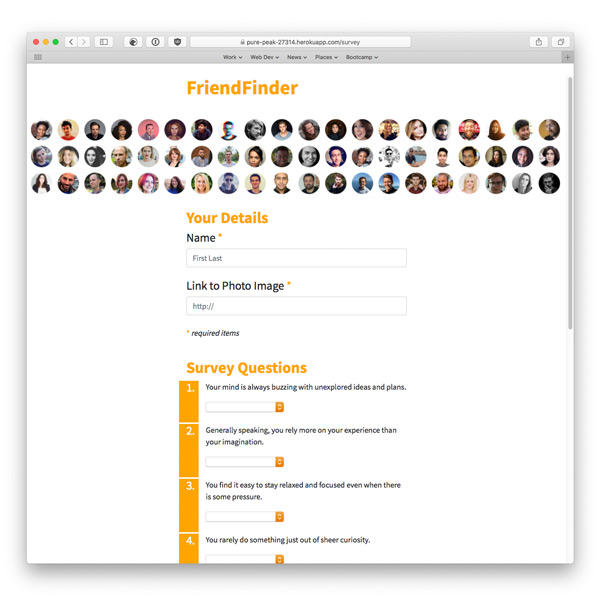 pure-peak-27314.herokuapp.com/survey
Work Web Dev News Places Bootcamp
FriendFinder
Your Details
Name *
First Last
Link to Photo Image *
http://
* required items
Survey Questions
1. Your mind is always buzzing with unexplored ideas and plans.
2. Generally speaking, you rely more on your experience than
your imagination.
3. You find it easy to stay relaxed and focused even when there
is some pressure.
4. You rarely do something just out of sheer curiosity.